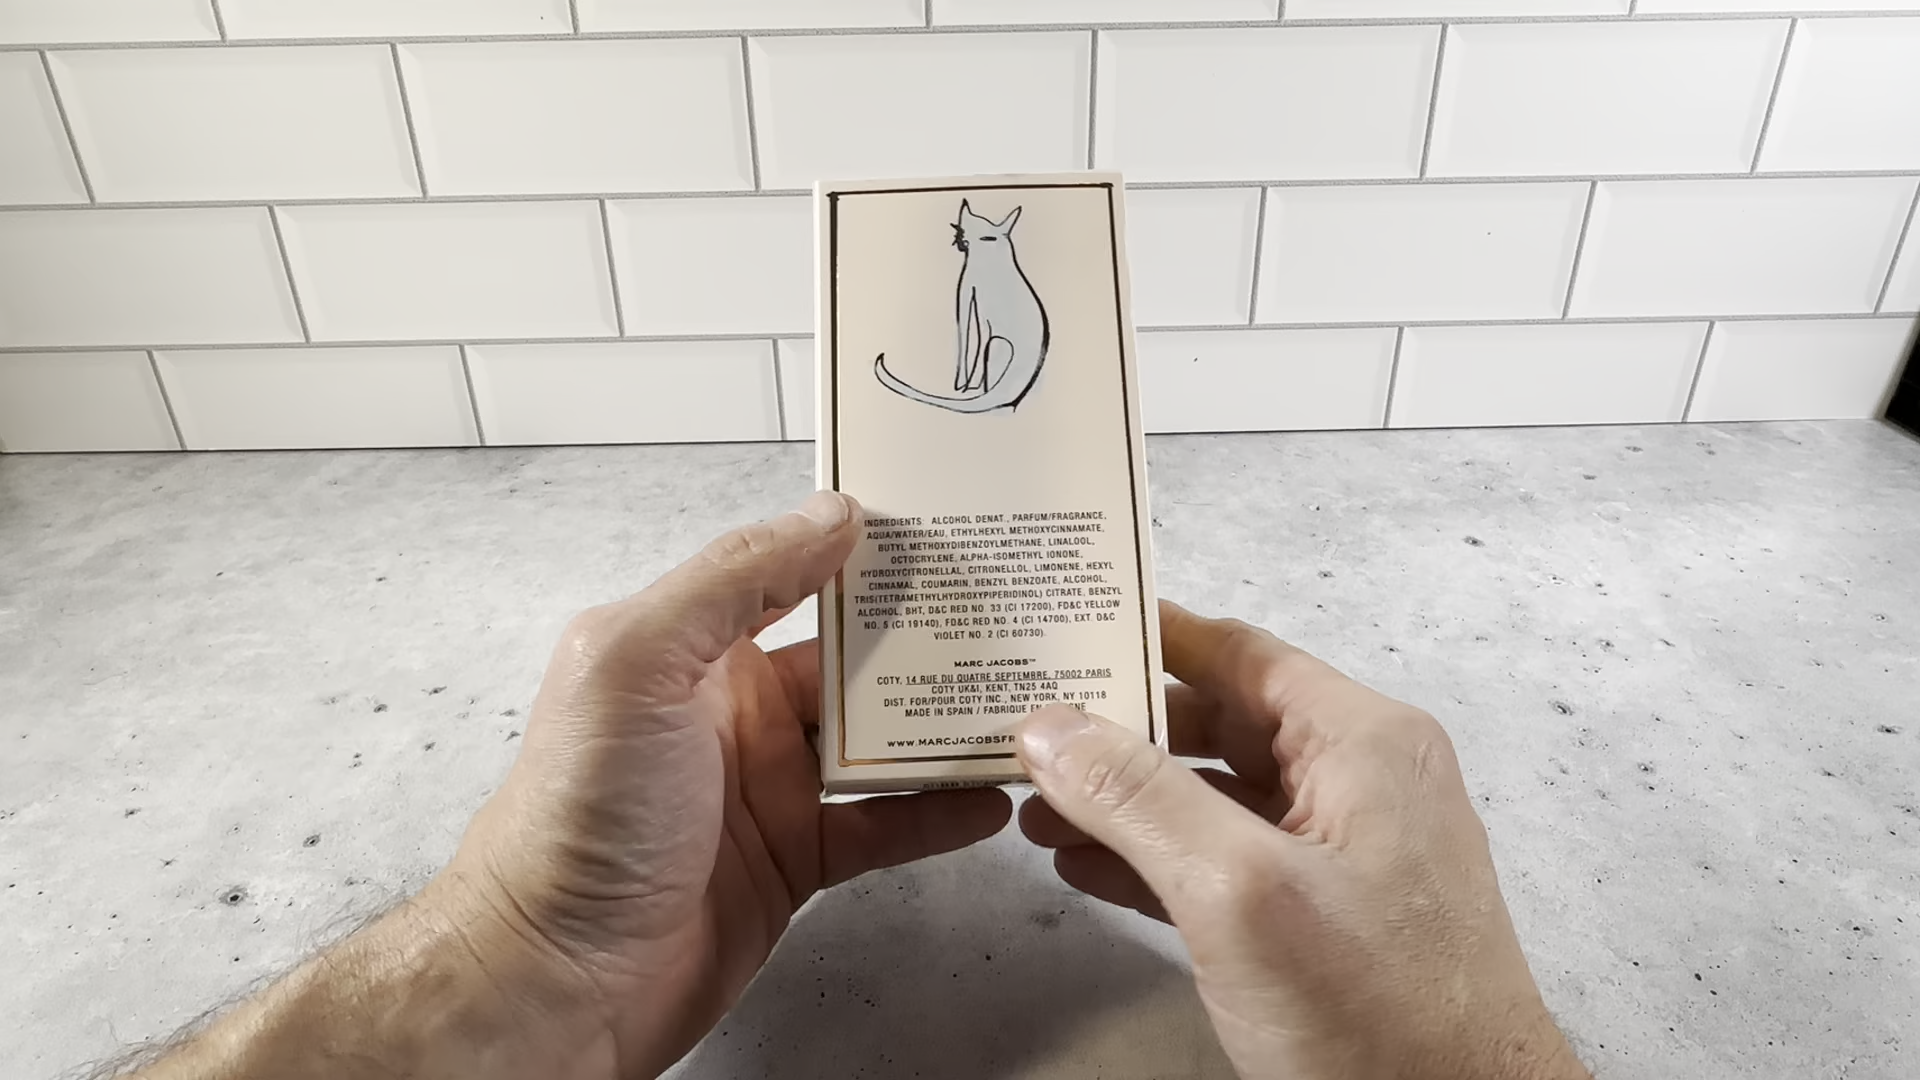 INGREDIENTS: ALCOHOL DENAT., PARFUM/FRAGRANCE,
AQUA/WATER/EAU, ETHYLHEXYL METHOXYCINNAMATE,
BUTYL METHOXYDIBENZOYLMETHANE, LINALOOL,
OCTOCRYLENE, ALPHA-ISOMETHYL IONONE,
HYDROXYCITRONELLAL, CITRONELLOL, LIMONENE, HEXYL
CINNAMAL, COUMARIN, BENZYL BENZOATE, ALCOHOL,
TRIS(TETRAMETHYLHYDROXYPIPERIDINOL) CITRATE, BENZYL
ALCOHOL, BHT, D&C RED NO. 33 (CI 17200), FD&C YELLOW
NO. 5 (CI 19140), FD&C RED NO. 4 (CI 14700), EXT. D&C
VIOLET NO. 2 (CI 60730).
MARC JACOBS™
COTY, 14 RUE DU QUATRE SEPTEMBRE, 75002 PARIS
COTY UK&I, KENT, TN25 4AQ
DIST. FOR/POUR COTY INC., NEW YORK, NY 10118
MADE IN SPAIN / FABRIQUE EN
WWW.MARCJACOBSFR